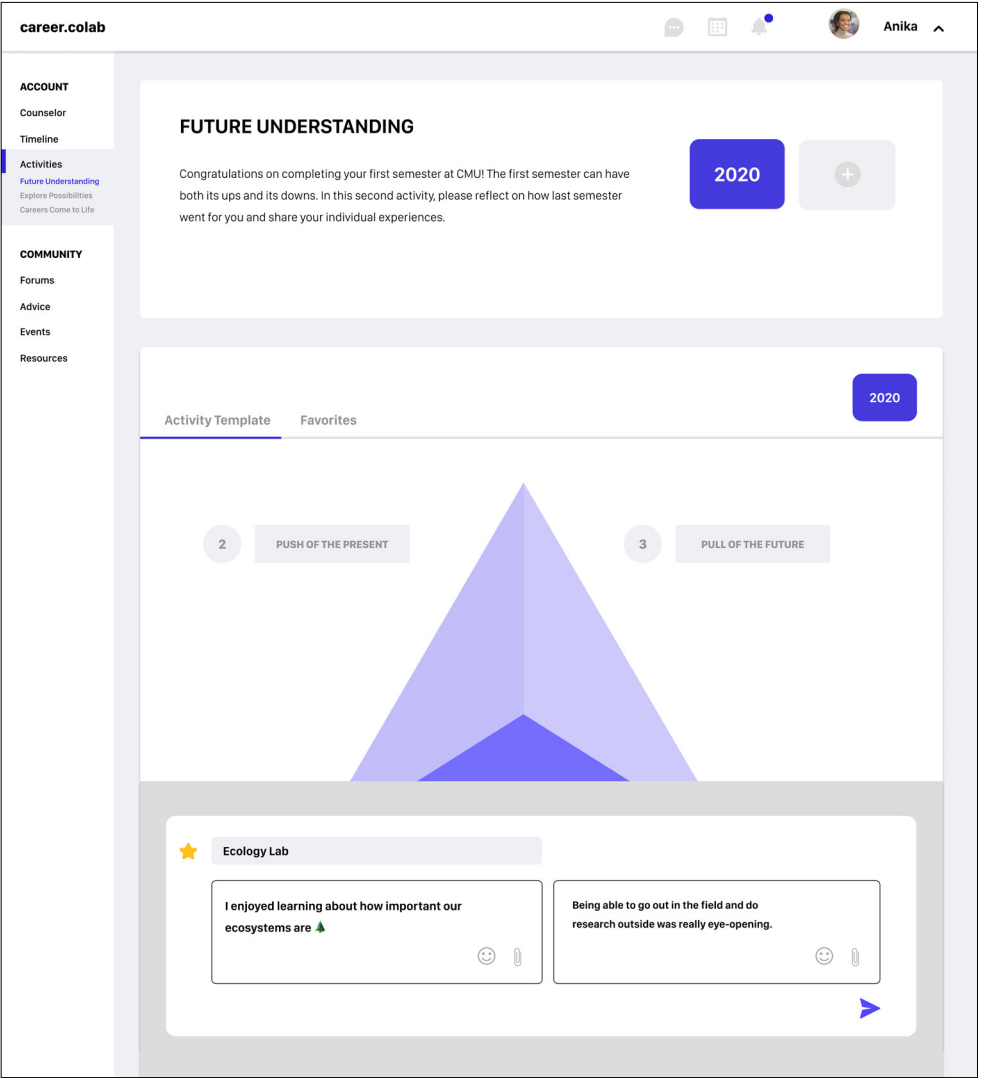 career.colab
Anika
ACCOUNT
Counselor
Timeline
Activities
Future Understanding
Explore Possibilities
Careers Come to Life
COMMUNITY
Forums
Advice
Events
Resources
FUTURE UNDERSTANDING
Congratulations on completing your first semester at CMU! The first semester can have
both its ups and its downs. In this second activity, please reflect on how last semester
went for you and share your individual experiences.
2020
2020
Activity Template
Favorites
2
PUSH OF THE PRESENT
3
PULL OF THE FUTURE
Ecology Lab
I enjoyed learning about how important our
ecosystems are 🌲
Being able to go out in the field and do
research outside was really eye-opening.